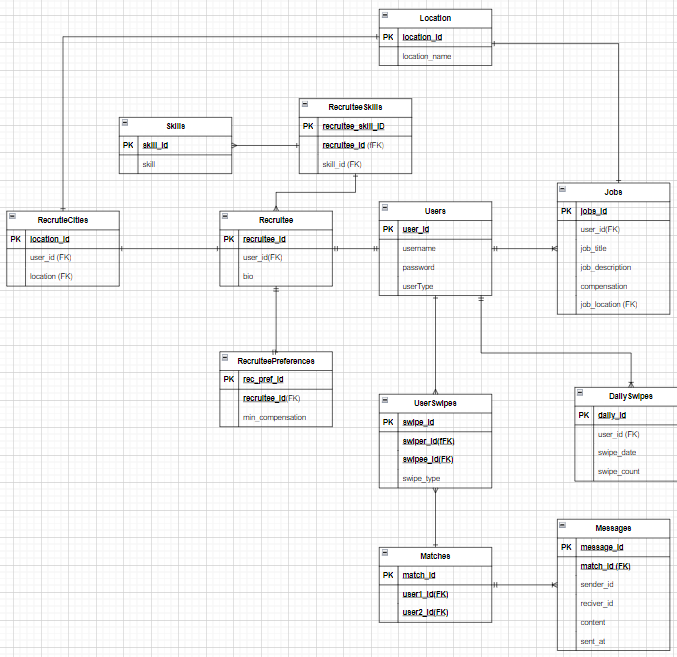 Location
PK location_id
location_name
RecruiteeSkills
PK recruitee_skill_ID
recruitee_id (fFK)
skill_id (FK)
Skills
PK skill_id
skill
RecrutieCities
PK location_id
user_id (FK)
location (FK)
Recruitee
PK recruitee_id
user_id(FK)
bio
Users
PK user_id
username
password
userType
Jobs
PK jobs_id
user_id(FK)
job_title
job_description
compensation
job_location (FK)
RecruiteePreferences
PK rec_pref_id
recruitee_id(FK)
min_compensation
UserSwipes
PK swipe_id
swiper_id(fFK)
swipee_id(FK)
swipe_type
DailySwipes
PK daily_id
user_id (FK)
swipe_date
swipe_count
Matches
PK match_id
user1_id(FK)
user2_id(FK)
Messages
PK message_id
match_id (FK)
sender_id
reciver_id
content
sent_at